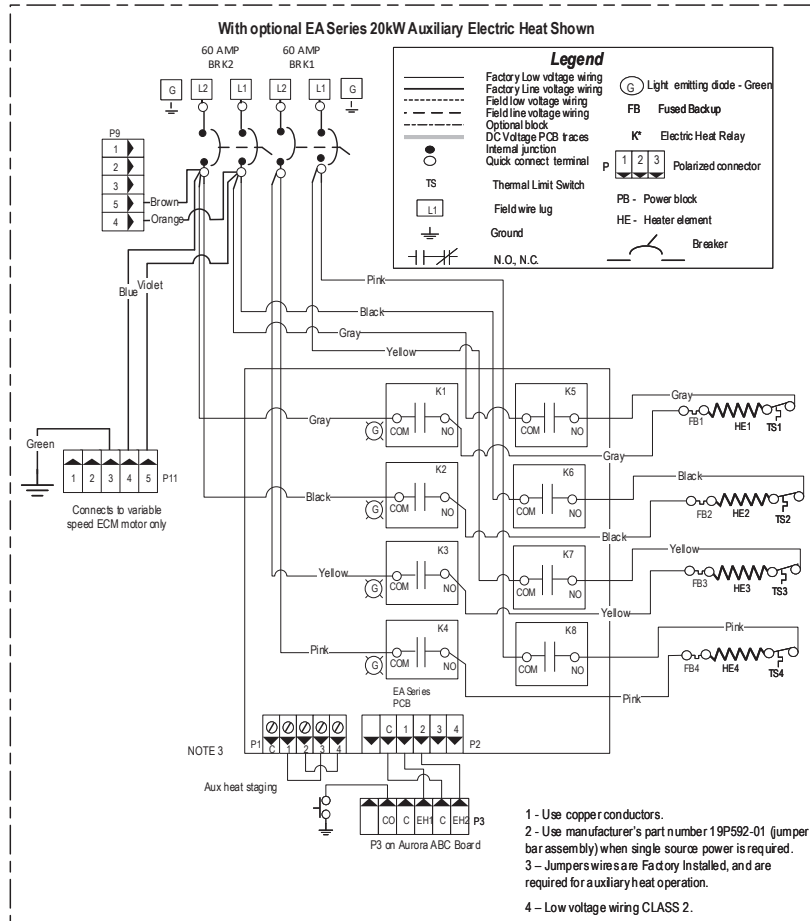 With optional EA Series 20kW Auxiliary Electric Heat Shown
60 AMP
BRK2
60 AMP
BRK1
G
L2
L1
L2
L1
G
Legend
Factory Low voltage wiring
Factory Line voltage wiring
Field low voltage wiring
Field line voltage wiring
Optional block
DC Voltage PCB traces
Internal junction
Quick connect terminal
TS
Thermal Limit Switch
L1
Field wire lug
Ground
N.O., N.C.
G
Light emitting diode - Green
FB
Fused Backup
K*
Electric Heat Relay
P
1 2 3
Polarized connector
PB - Power block
HE - Heater element
Breaker
P9
1
2
3
5
4
Brown
Orange
Blue
Violet
Pink
Black
Gray
Yellow
Green
1 2 3 4 5
P11
Connects to variable
speed ECM motor only
Gray
G
COM
K1
NO
K5
COM
NO
Gray
Gray
FB1
HE1
TS1
Black
G
COM
K2
NO
K6
COM
NO
Black
Black
FB2
HE2
TS2
Yellow
G
COM
K3
NO
K7
COM
NO
Yellow
Yellow
FB3
HE3
TS3
Pink
G
COM
K4
NO
K8
COM
NO
Pink
Pink
FB4
HE4
TS4
EA Series
PCB
NOTE 3
P1
C 1 2 3 4
C 1 2 3 4
P2
Aux heat staging
CO C EH1 C EH2
P3
P3 on Aurora ABC Board
1 - Use copper conductors.
2 - Use manufacturer's part number 19P592-01 (jumper
bar assembly) when single source power is required.
3 – Jumpers wires are Factory Installed, and are
required for auxiliary heat operation.
4 – Low voltage wiring CLASS 2.